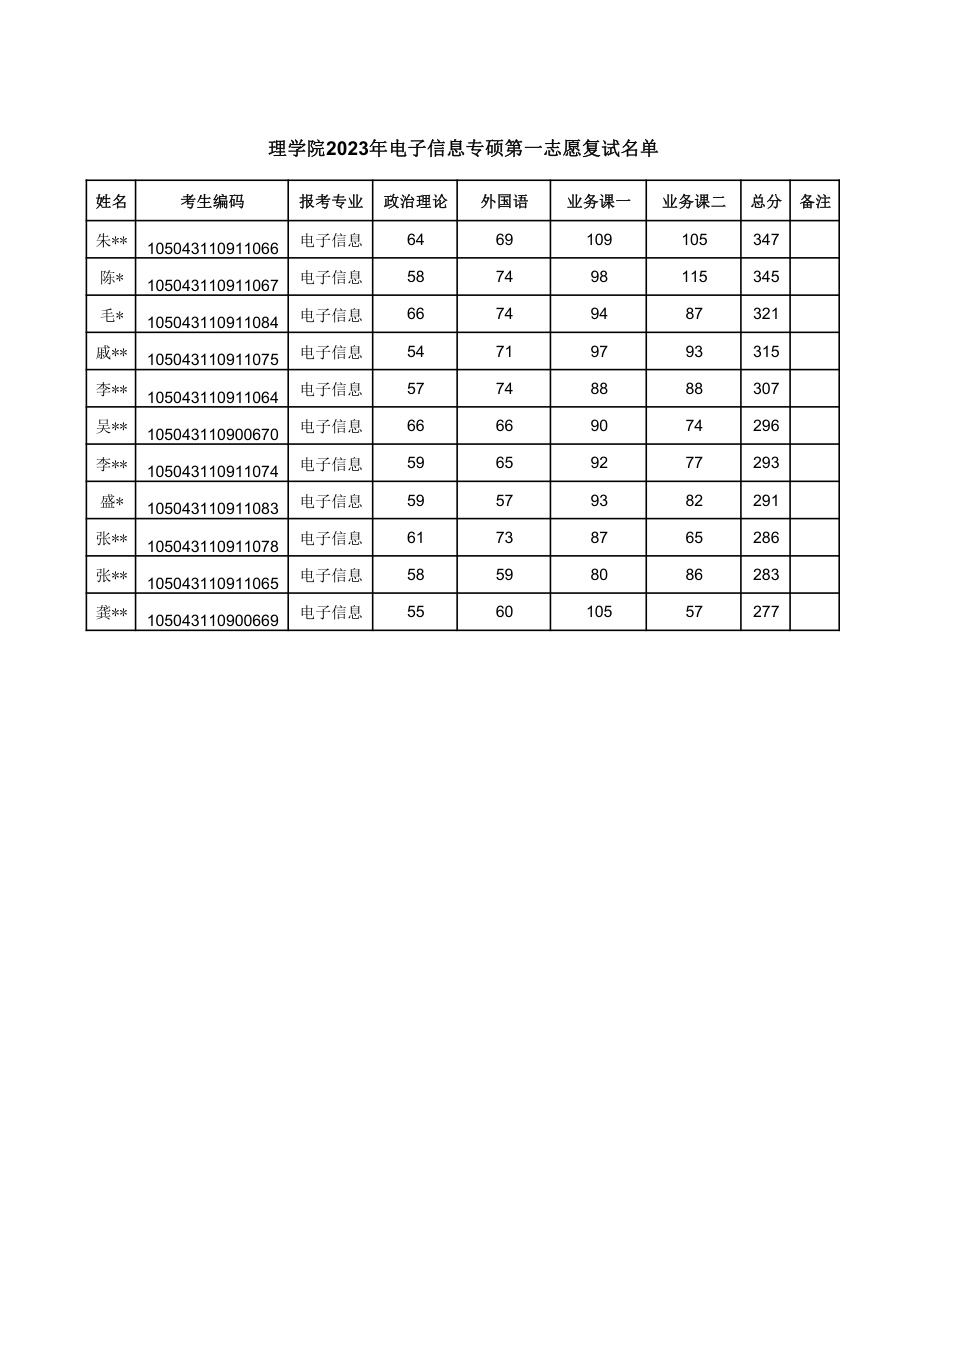 理学院2023年电子信息专硕第一志愿复试名单
姓名 考生编码 报考专业 政治理论 外国语 业务课一 业务课二 总分 备注
朱** 105043110911066 电子信息 64 69 109 105 347
陈* 105043110911067 电子信息 58 74 98 115 345
毛* 105043110911084 电子信息 66 74 94 87 321
戚** 105043110911075 电子信息 54 71 97 93 315
李** 105043110911064 电子信息 57 74 88 88 307
吴** 105043110900670 电子信息 66 66 90 74 296
李** 105043110911074 电子信息 59 65 92 77 293
盛* 105043110911083 电子信息 59 57 93 82 291
张** 105043110911078 电子信息 61 73 87 65 286
张** 105043110911065 电子信息 58 59 80 86 283
龚** 105043110900669 电子信息 55 60 105 57 277